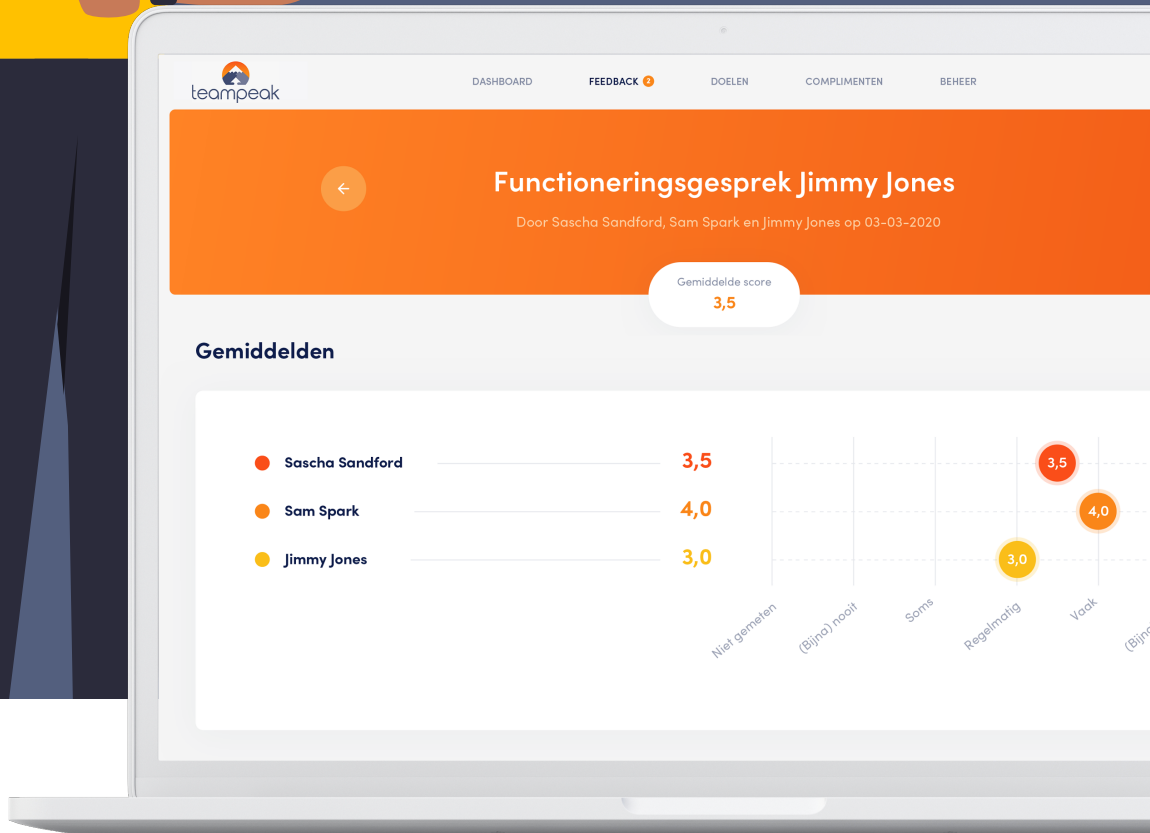 teampeak
DASHBOARD
FEEDBACK 2
DOELEN
COMPLIMENTEN
BEHEER
Functioneringsgesprek Jimmy Jones
Door Sascha Sandford, Sam Spark en Jimmy Jones op 03-03-2020
Gemiddelde score
3,5
Gemiddelden
Sascha Sandford 3,5
Sam Spark 4,0
Jimmy Jones 3,0
3,5
4,0
3,0
Niet gemeten
(Bijna) nooit
Soms
Regelmatig
Vaak